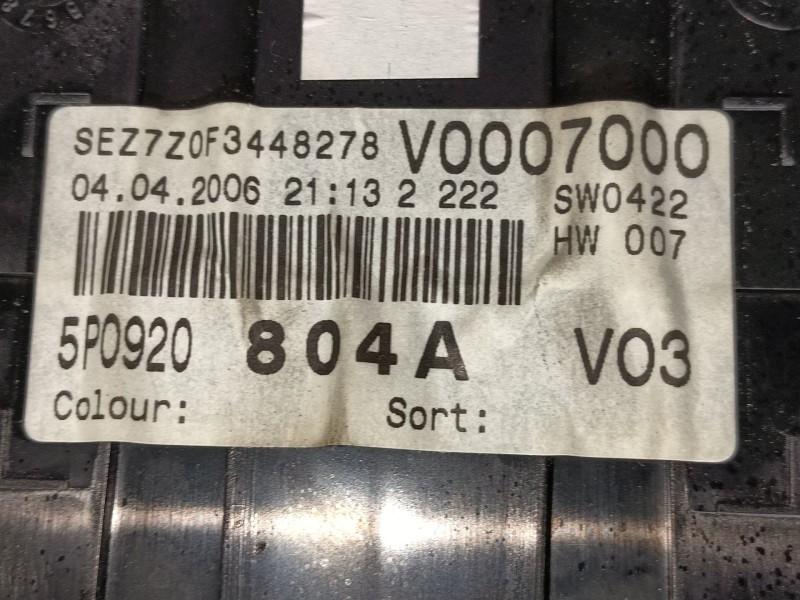 SEZ7Z0F3448278 V0007000
04.04.2006 21:13 2 222 SW0422
HW 007
5P0920 804A V03
Colour: Sort: